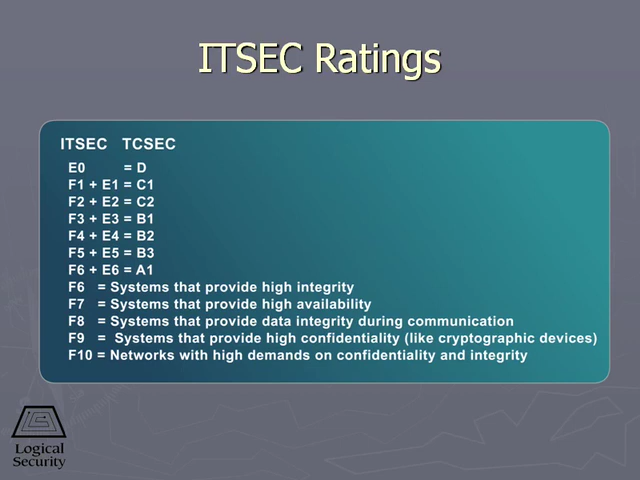 ITSEC Ratings
ITSEC TCSEC
E0 = D
F1 + E1 = C1
F2 + E2 = C2
F3 + E3 = B1
F4 + E4 = B2
F5 + E5 = B3
F6 + E6 = A1
F6 = Systems that provide high integrity
F7 = Systems that provide high availability
F8 = Systems that provide data integrity during communication
F9 = Systems that provide high confidentiality (like cryptographic devices)
F10 = Networks with high demands on confidentiality and integrity
Logical
Security